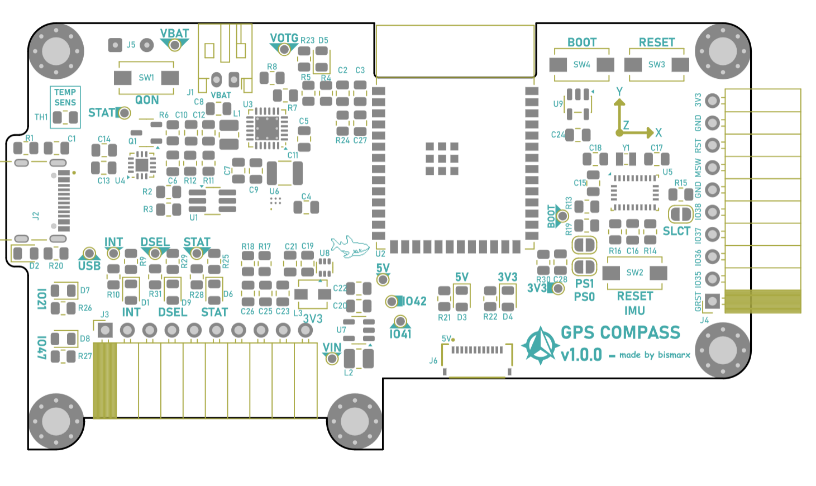 VBAT
J5
VOTG
R23 D5
BOOT
RESET
SW4
SW3
SW1
QON
J1
VBAT
R8
R5
R4
C2
C3
R7
TEMP
SENS
TH1
STAT
C8
U3
L1
U9
Y
X
Z
3V3
GND
RST
MSW
GND
IO38
IO37
IO36
IO35
GRST
J4
R6
C10
C12
Q1
C5
R24
C27
C24
R1
C1
C14
C13
U4
C6
R12
R11
C7
C9
C11
U6
C18
Y1
C17
U5
C15
R15
R2
R3
U1
C4
J2
BOOT
R13
R19
SLCT
R16
C16
R14
INT
DSEL
STAT
R18
R17
C21
C19
U8
U2
D2
R20
USB
R9
R29
R25
5V
R30
C28
3V3
PS1
PS0
SW2
RESET
IMU
IO21
D7
R26
R10
D1
R31
D9
R28
D6
C26
C25
C23
L3
C22
C20
IO42
5V
3V3
R21
D3
R22
D4
INT
DSEL
STAT
3V3
J3
U7
IO41
IO47
D8
R27
VIN
L2
5V
J6
GPS COMPASS
v1.0.0 - made by bismarx